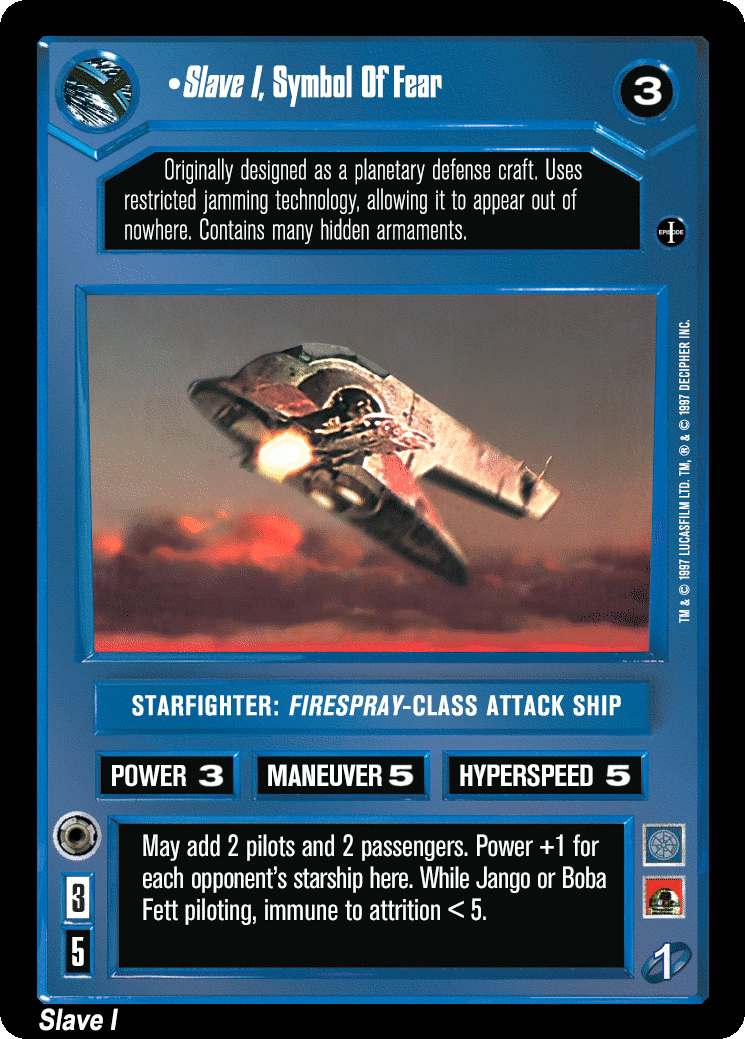 •Slave I, Symbol Of Fear
3
Originally designed as a planetary defense craft. Uses
restricted jamming technology, allowing it to appear out of
nowhere. Contains many hidden armaments.
EPISODE
I
TM & © 1997 LUCASFILM LTD. TM, ® & © 1997 DECIPHER INC.
STARFIGHTER: FIRESPRAY-CLASS ATTACK SHIP
POWER 3
MANEUVER 5
HYPERSPEED 5
May add 2 pilots and 2 passengers. Power +1 for
each opponent's starship here. While Jango or Boba
Fett piloting, immune to attrition < 5.
3
5
1
Slave I